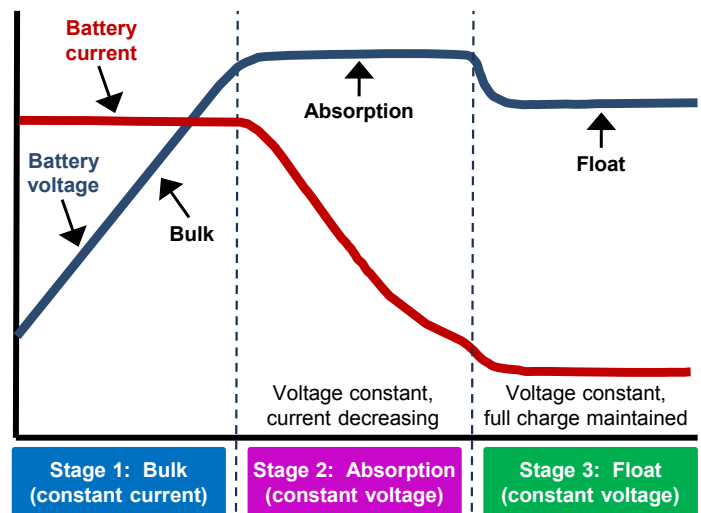 Battery
current
Absorption
Battery
voltage
Float
Bulk
Voltage constant,
current decreasing
Voltage constant,
full charge maintained
Stage 1:  Bulk
(constant current)
Stage 2:  Absorption
(constant voltage)
Stage 3:  Float
(constant voltage)